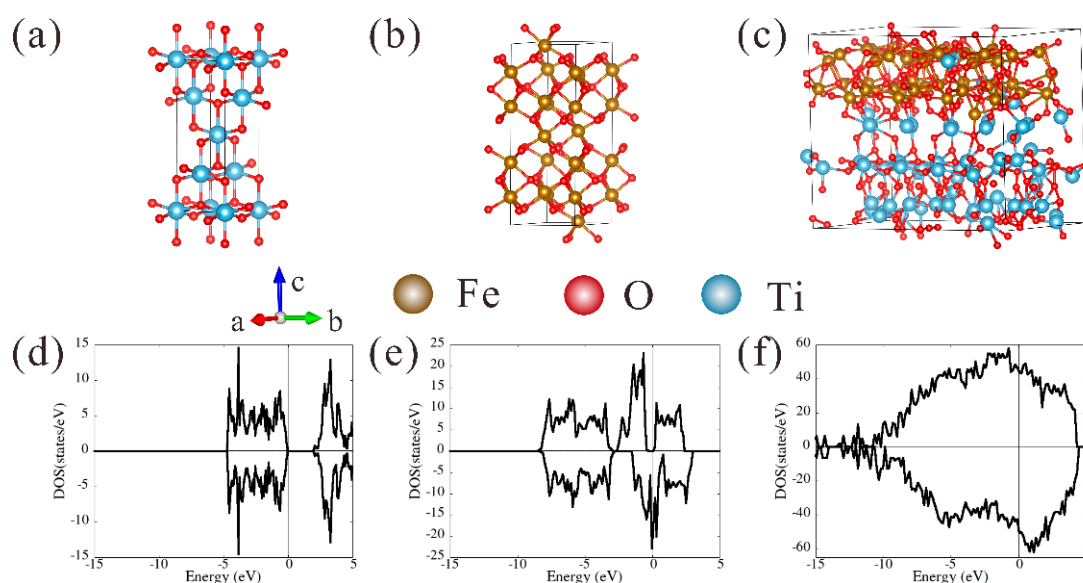 (a) (b) (c)
c
a b
Fe O Ti
(d) (e) (f)
DOS(states/eV)
15
10
5
0
-5
-10
-15
-15 -10 -5 0 5
Energy (eV)
DOS(states/eV)
25
20
15
10
5
0
-5
-10
-15
-20
-25
-15 -10 -5 0 5
Energy (eV)
DOS(states/eV)
60
40
20
0
-20
-40
-60
-15 -10 -5 0
Energy (eV)